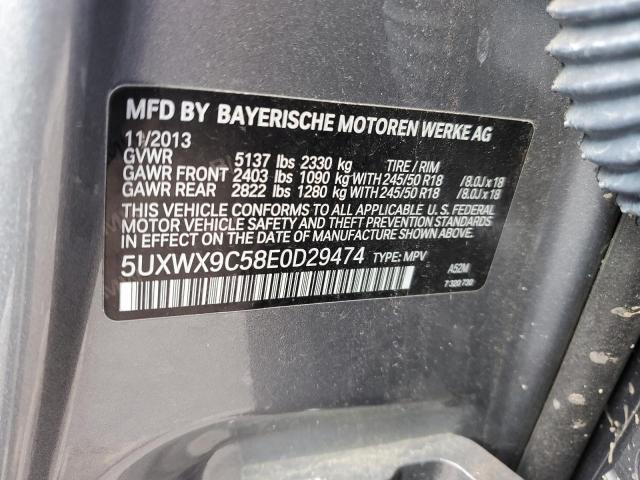 MFD BY BAYERISCHE MOTOREN WERKE AG
11/2013
GVWR 5137 lbs 2330 kg TIRE / RIM
GAWR FRONT 2403 lbs 1090 kg WITH 245/50 R18 /8.0J x 18
GAWR REAR 2822 lbs 1280 kg WITH 245/50 R18 /8.0J x 18
THIS VEHICLE CONFORMS TO ALL APPLICABLE U.S. FEDERAL
MOTOR VEHICLE SAFETY AND THEFT PREVENTION STANDARDS
IN EFFECT ON THE DATE OF MANUFACTURE SHOWN ABOVE.
5UXWX9C58E0D29474 TYPE: MPV
A52M
7 320 730